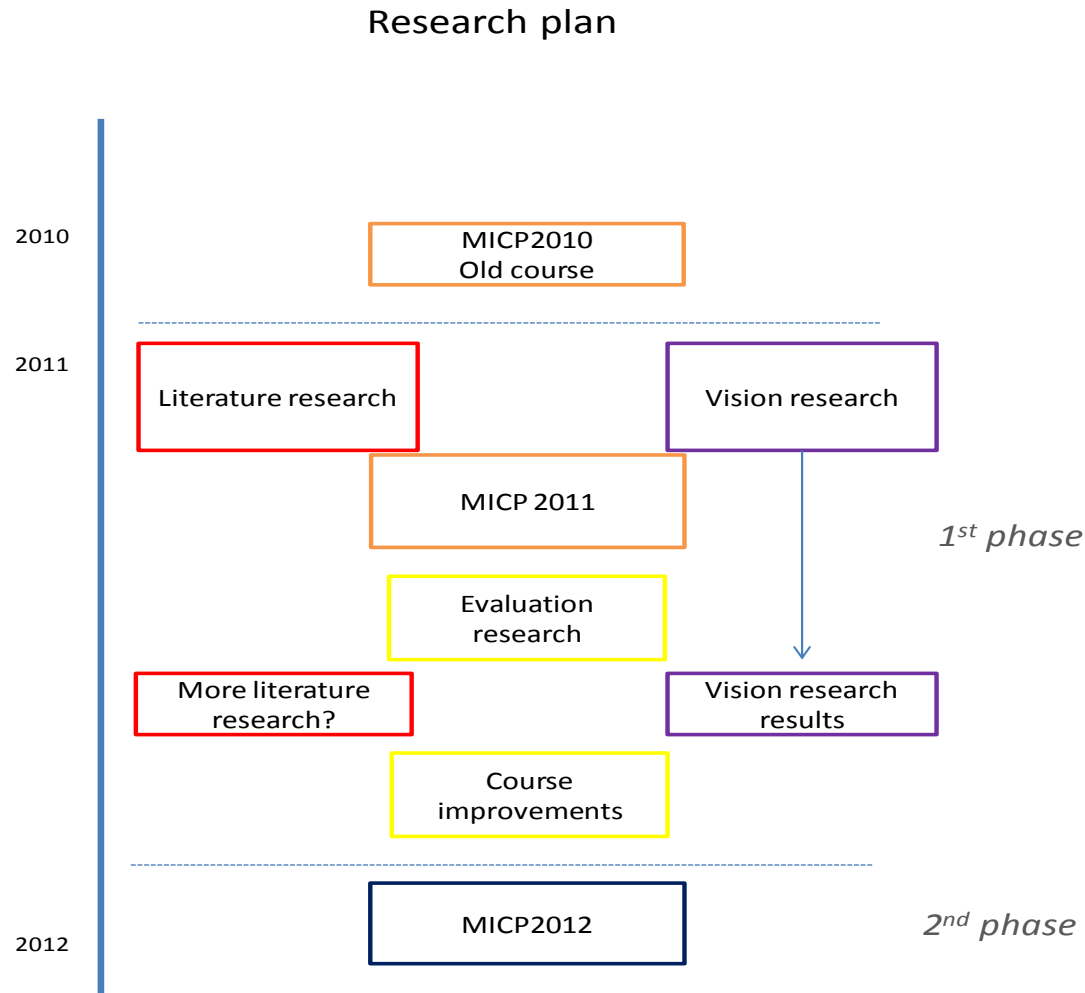 Research plan
2010
MICP2010
Old course
2011
Literature research
Vision research
MICP 2011
1st phase
Evaluation
research
More literature
research?
Vision research
results
Course
improvements
MICP2012
2nd phase
2012